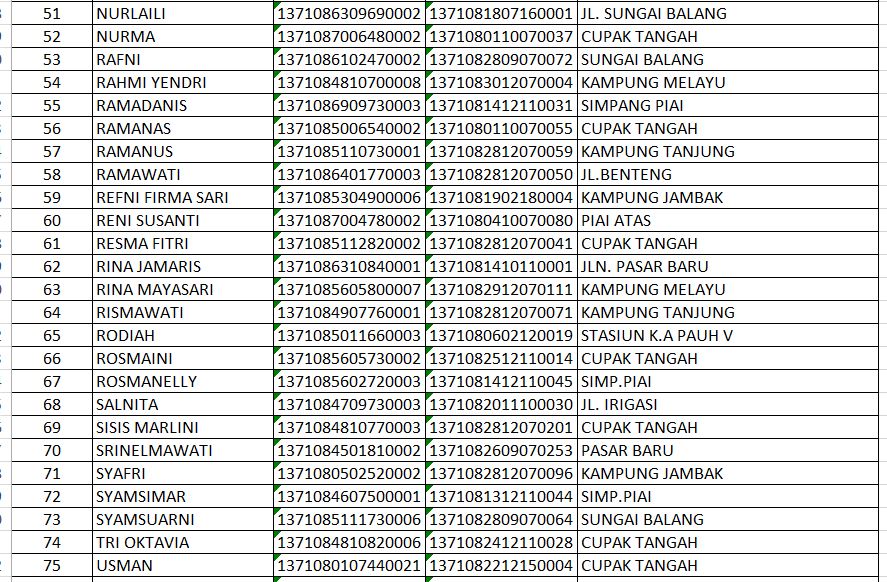 51 NURLAILI 1371086309690002 1371081807160001 JL. SUNGAI BALANG
52 NURMA 1371087006480002 1371080110070037 CUPAK TANGAH
53 RAFNI 1371086102470002 1371082809070072 SUNGAI BALANG
54 RAHMI YENDRI 1371084810700008 1371083012070004 KAMPUNG MELAYU
55 RAMADANIS 1371086909730003 1371081412110031 SIMPANG PIAI
56 RAMANAS 1371085006540002 1371080110070055 CUPAK TANGAH
57 RAMANUS 1371085110730001 1371082812070059 KAMPUNG TANJUNG
58 RAMAWATI 1371086401770003 1371082812070050 JL.BENTENG
59 REFNI FIRMA SARI 1371085304900006 1371081902180004 KAMPUNG JAMBAK
60 RENI SUSANTI 1371087004780002 1371080410070080 PIAI ATAS
61 RESMA FITRI 1371085112820002 1371082812070041 CUPAK TANGAH
62 RINA JAMARIS 1371086310840001 1371081410110001 JLN. PASAR BARU
63 RINA MAYASARI 1371085605800007 1371082912070111 KAMPUNG MELAYU
64 RISMAWATI 1371084907760001 1371082812070071 KAMPUNG TANJUNG
65 RODIAH 1371085011660003 1371080602120019 STASIUN K.A PAUH V
66 ROSMAINI 1371085605730002 1371082512110014 CUPAK TANGAH
67 ROSMANELLY 1371085602720003 1371081412110045 SIMP.PIAI
68 SALNITA 1371084709730003 1371082011100030 JL. IRIGASI
69 SISIS MARLINI 1371084810770003 1371082812070201 CUPAK TANGAH
70 SRINELMAWATI 1371084501810002 1371082609070253 PASAR BARU
71 SYAFRI 1371080502520002 1371082812070096 KAMPUNG JAMBAK
72 SYAMSIMAR 1371084607500001 1371081312110044 SIMP.PIAI
73 SYAMSUARNI 1371085111730006 1371082809070064 SUNGAI BALANG
74 TRI OKTAVIA 1371084810820006 1371082412110028 CUPAK TANGAH
75 USMAN 1371080107440021 1371082212150004 CUPAK TANGAH